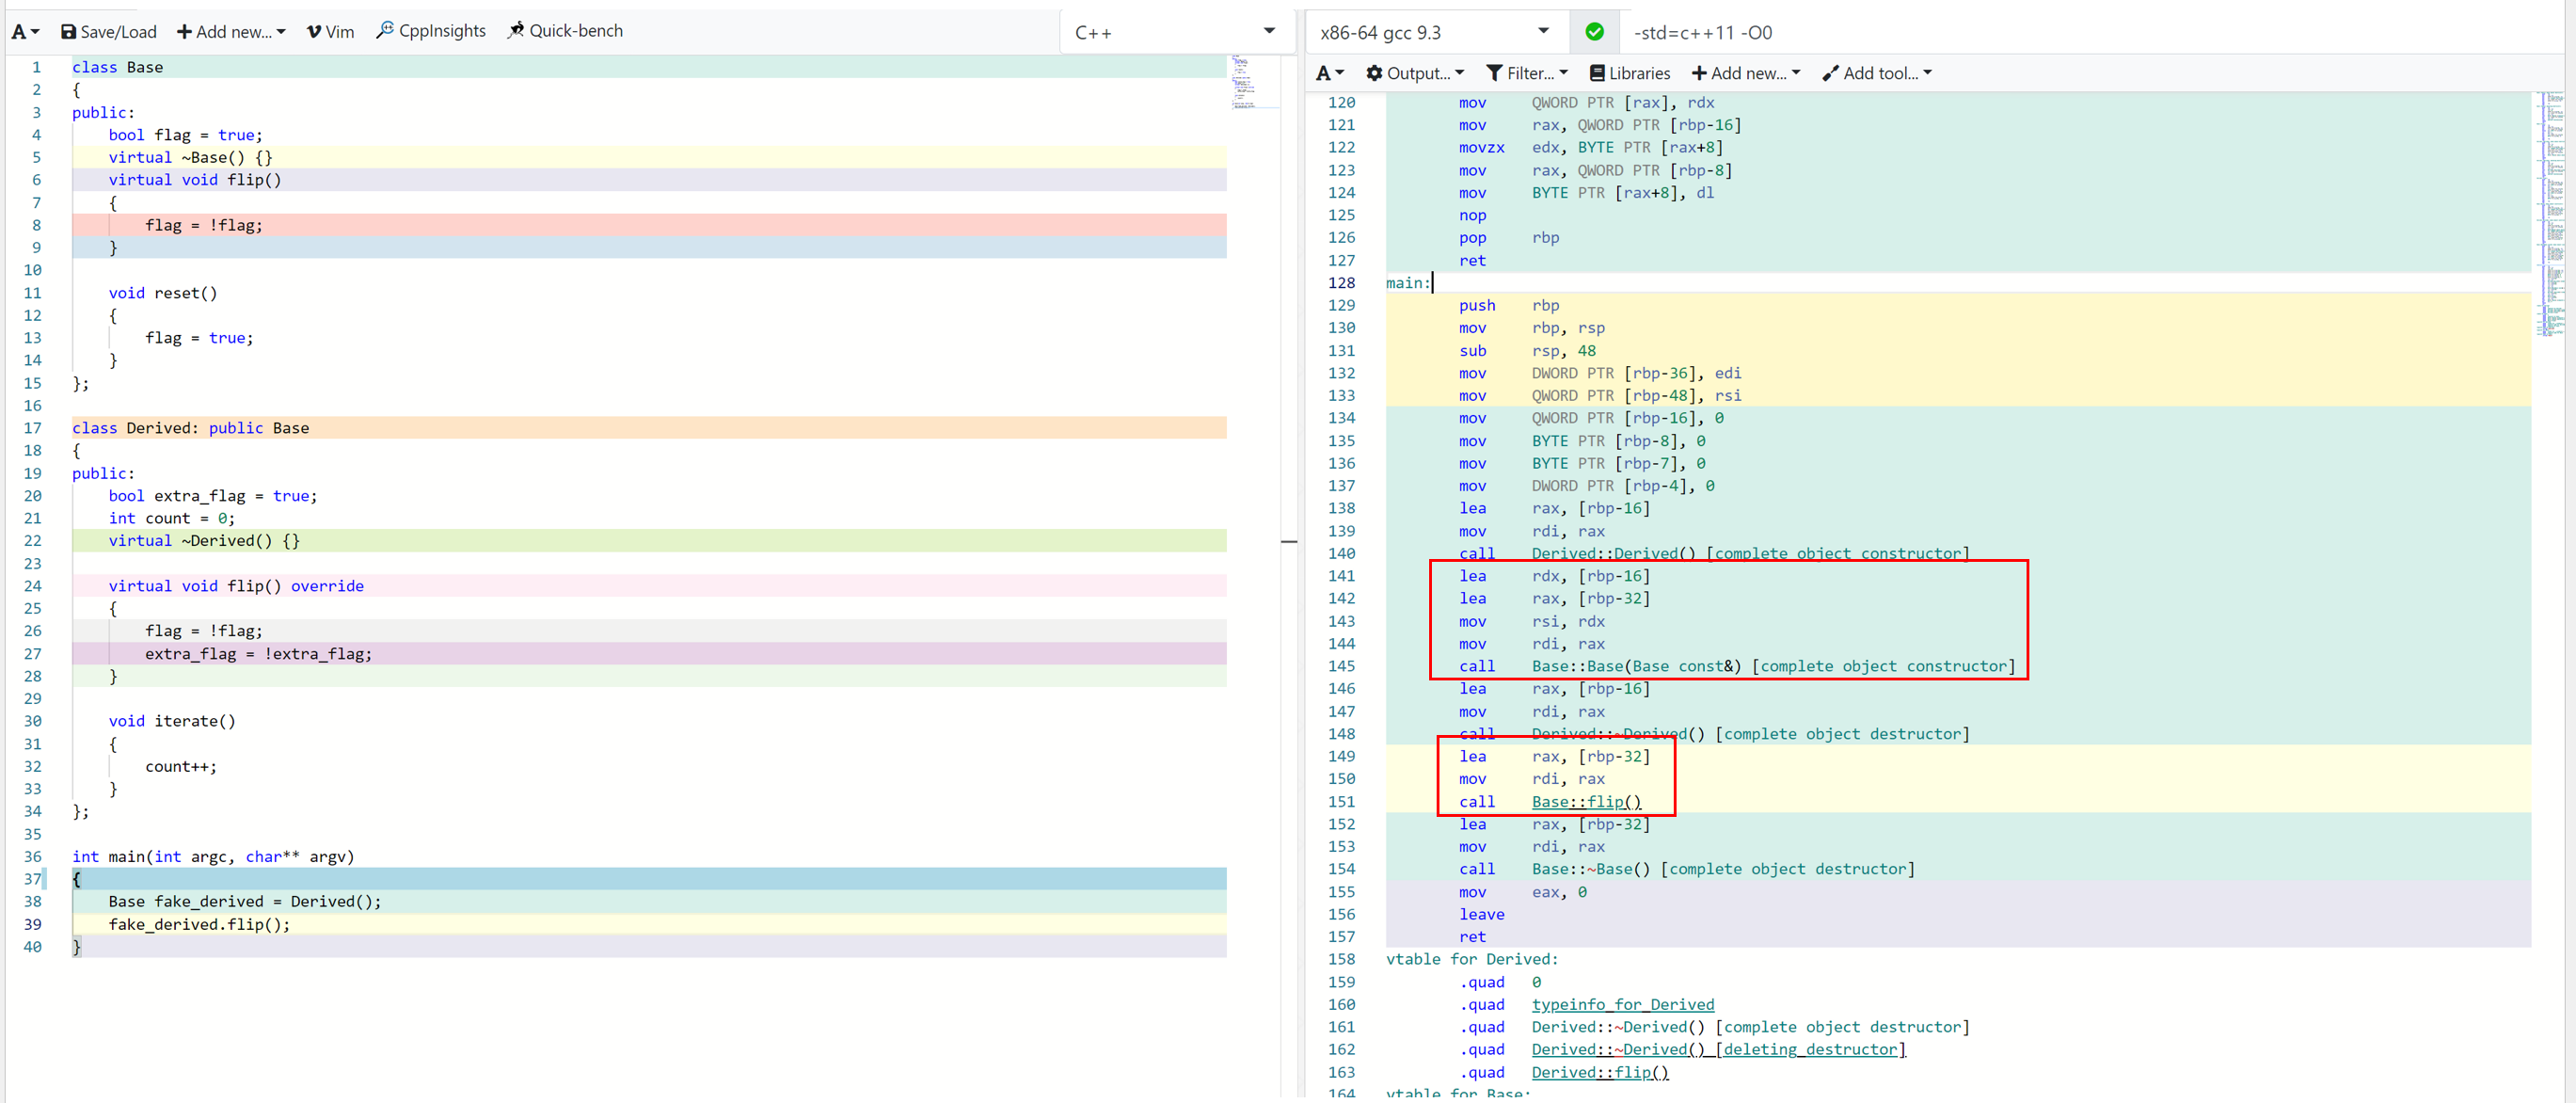 A Save/Load Add new... Vim CppInsights Quick-bench C++
1 class Base
2 {
3 public:
4 bool flag = true;
5 virtual ~Base() {}
6 virtual void flip()
7 {
8 flag = !flag;
9 }
10
11 void reset()
12 {
13 flag = true;
14 }
15 };
16
17 class Derived: public Base
18 {
19 public:
20 bool extra_flag = true;
21 int count = 0;
22 virtual ~Derived() {}
23
24 virtual void flip() override
25 {
26 flag = !flag;
27 extra_flag = !extra_flag;
28 }
29
30 void iterate()
31 {
32 count++;
33 }
34 };
35
36 int main(int argc, char** argv)
37 {
38 Base fake_derived = Derived();
39 fake_derived.flip();
40 }
x86-64 gcc 9.3 -std=c++11 -O0
A Output... Filter... Libraries Add new... Add tool...
120 mov QWORD PTR [rax], rdx
121 mov rax, QWORD PTR [rbp-16]
122 movzx edx, BYTE PTR [rax+8]
123 mov rax, QWORD PTR [rbp-8]
124 mov BYTE PTR [rax+8], dl
125 nop
126 pop rbp
127 ret
128 main:
129 push rbp
130 mov rbp, rsp
131 sub rsp, 48
132 mov DWORD PTR [rbp-36], edi
133 mov QWORD PTR [rbp-48], rsi
134 mov QWORD PTR [rbp-16], 0
135 mov BYTE PTR [rbp-8], 0
136 mov BYTE PTR [rbp-7], 0
137 mov DWORD PTR [rbp-4], 0
138 lea rax, [rbp-16]
139 mov rdi, rax
140 call Derived::Derived() [complete object constructor]
141 lea rdx, [rbp-16]
142 lea rax, [rbp-32]
143 mov rsi, rdx
144 mov rdi, rax
145 call Base::Base(Base const&) [complete object constructor]
146 lea rax, [rbp-16]
147 mov rdi, rax
148 call Derived::~Derived() [complete object destructor]
149 lea rax, [rbp-32]
150 mov rdi, rax
151 call Base::flip()
152 lea rax, [rbp-32]
153 mov rdi, rax
154 call Base::~Base() [complete object destructor]
155 mov eax, 0
156 leave
157 ret
158 vtable for Derived:
159 .quad 0
160 .quad typeinfo for Derived
161 .quad Derived::~Derived() [complete object destructor]
162 .quad Derived::~Derived() [deleting destructor]
163 .quad Derived::flip()
164 vtable for Base: